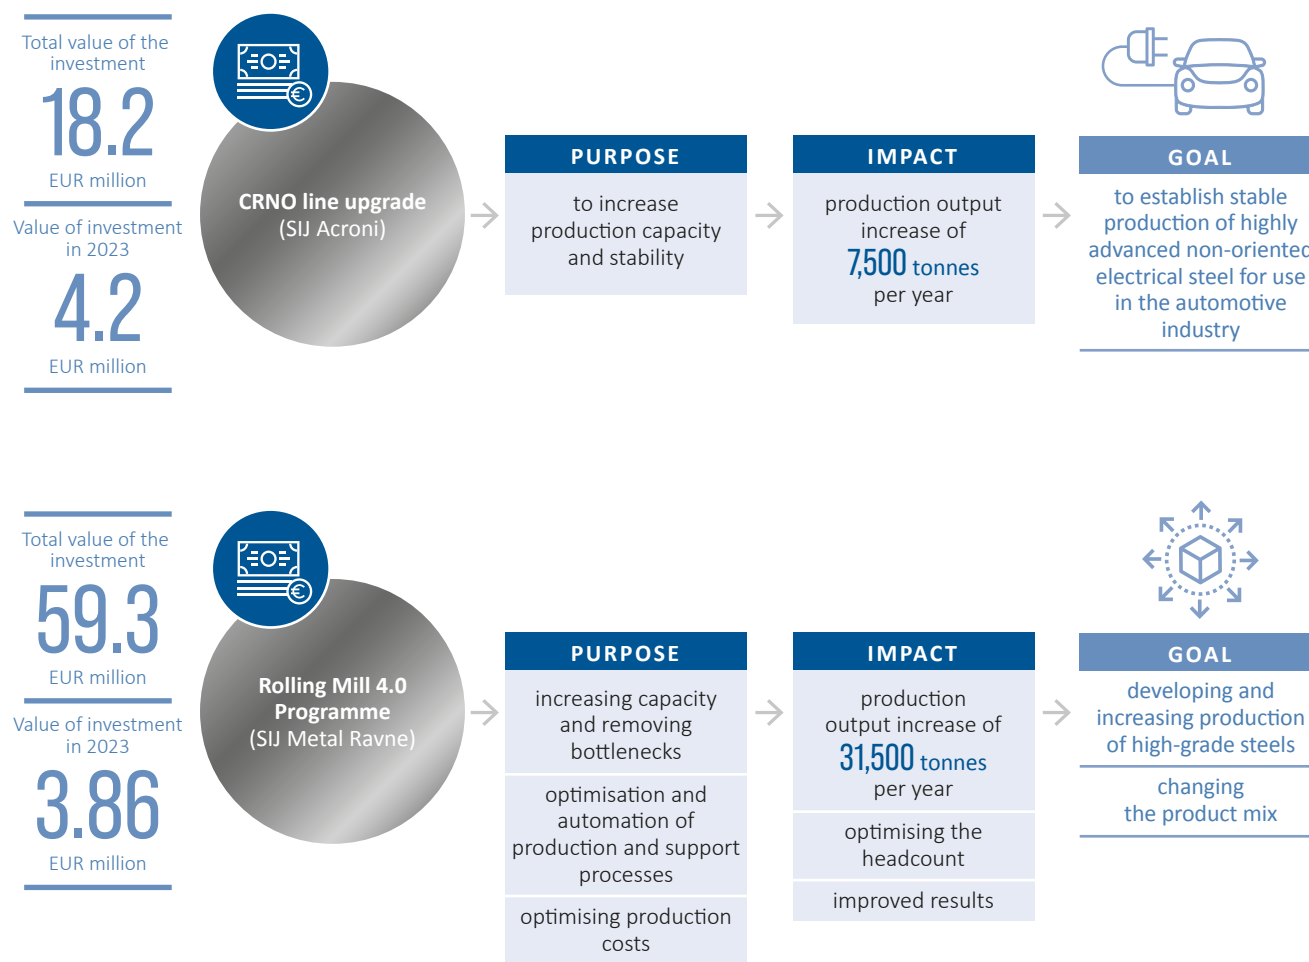 Total value of the
investment
18.2
EUR million
Value of investment
in 2023
4.2
EUR million
CRNO line upgrade
(SIJ Acroni)
PURPOSE
to increase
production capacity
and stability
IMPACT
production output
increase of
7,500 tonnes
per year
GOAL
to establish stable
production of highly
advanced non-oriented
electrical steel for use
in the automotive
industry
Total value of the
investment
59.3
EUR million
Value of investment
in 2023
3.86
EUR million
Rolling Mill 4.0
Programme
(SIJ Metal Ravne)
PURPOSE
increasing capacity
and removing
bottlenecks
optimisation and
automation of
production and support
processes
optimising production
costs
IMPACT
production
output increase of
31,500 tonnes
per year
optimising the
headcount
improved results
GOAL
developing and
increasing production
of high-grade steels
changing
the product mix